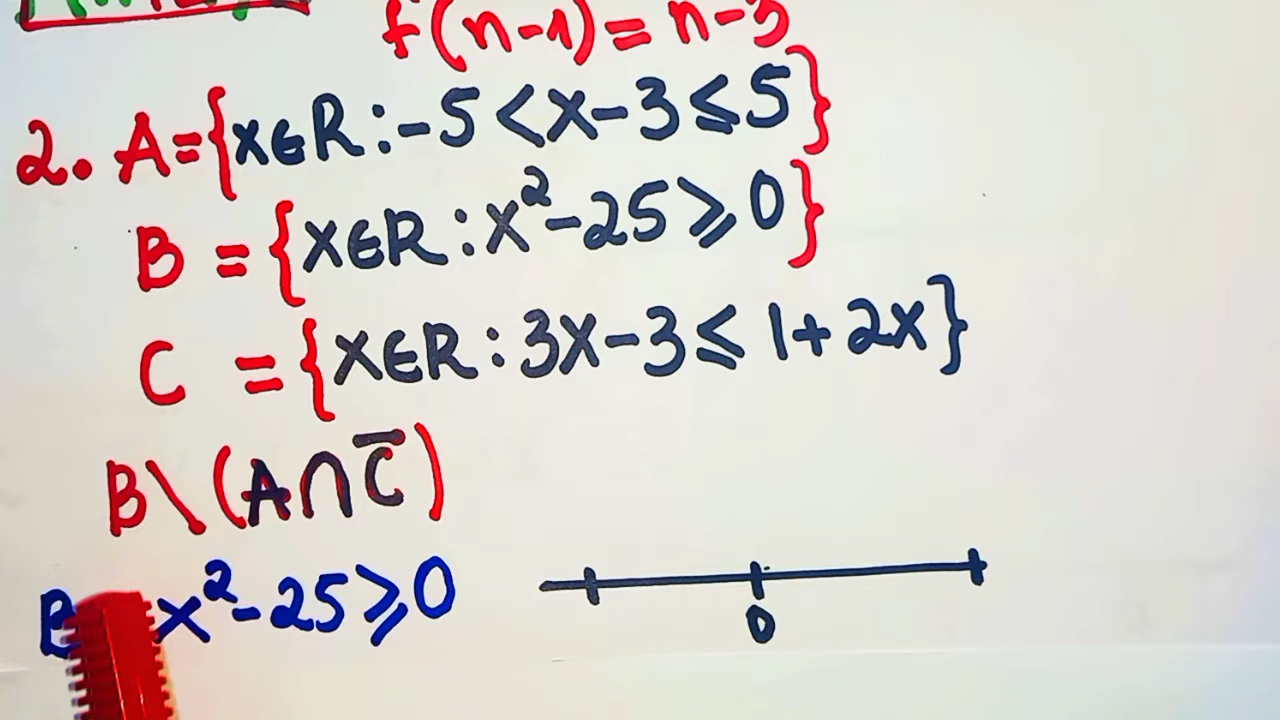 f(n-1)=n-3
2. A={x∈R:-5<x-3≤5}
B={x∈R:x²-25≥0}
C={x∈R:3x-3≤1+2x}
B\(A∩C̅)
x²-25≥0
0